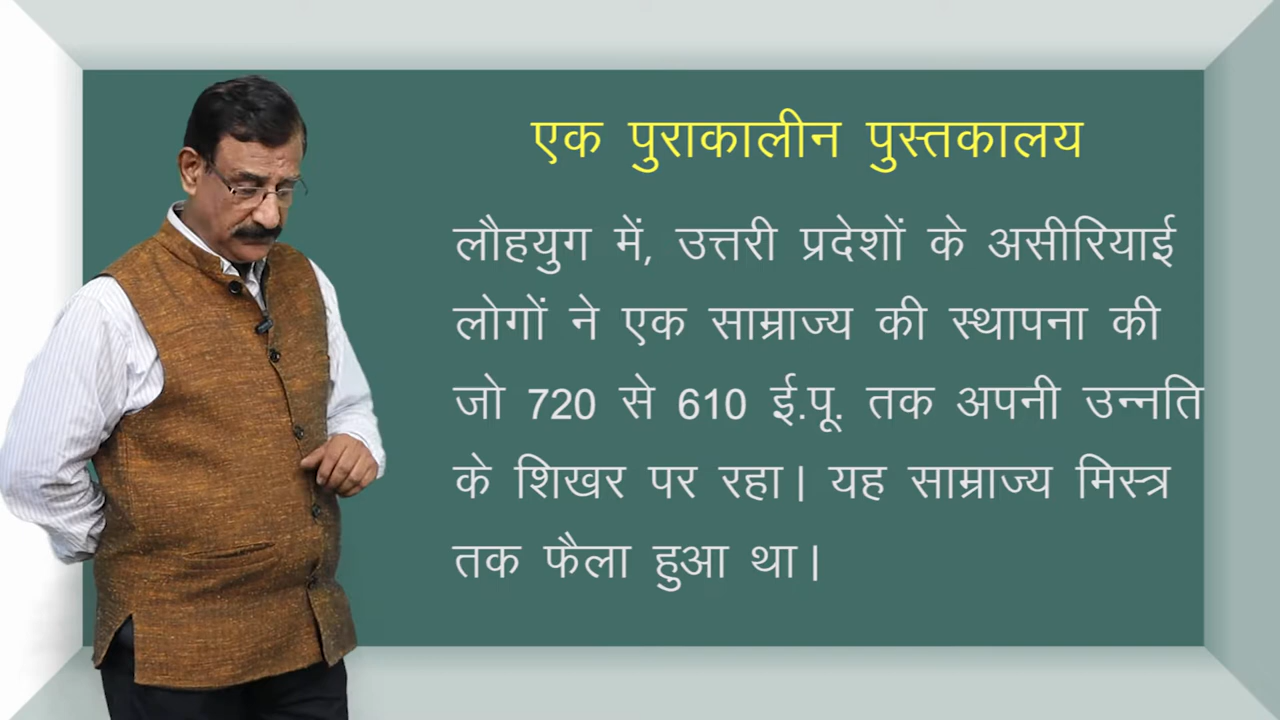 एक पुराकालीन पुस्तकालय
लौहयुग में, उत्तरी प्रदेशों के असीरियाई
लोगों ने एक साम्राज्य की स्थापना की
जो 720 से 610 ई.पू. तक अपनी उन्नति
के शिखर पर रहा। यह साम्राज्य मिस्त्र
तक फैला हुआ था।